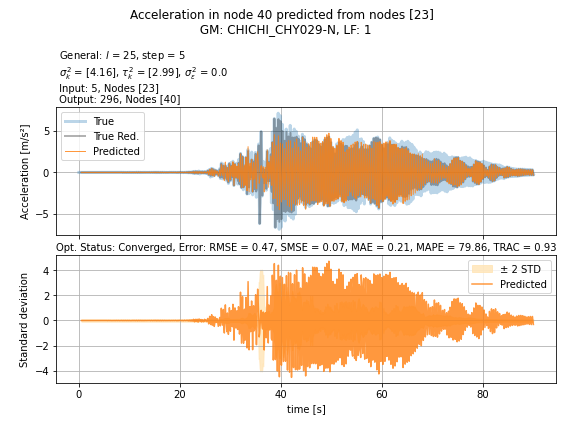 Acceleration in node 40 predicted from nodes [23]
GM: CHICHI_CHY029-N, LF: 1
General: l = 25, step = 5
σ²ₖ = [4.16], τ²ₖ = [2.99], σ²ε = 0.0
Input: 5, Nodes [23]
Output: 296, Nodes [40]
True
True Red.
Predicted
Acceleration [m/s²]
5
0
−5
Opt. Status: Converged, Error: RMSE = 0.47, SMSE = 0.07, MAE = 0.21, MAPE = 79.86, TRAC = 0.93
± 2 STD
Predicted
Standard deviation
4
2
0
−2
−4
0 20 40 60 80
time [s]